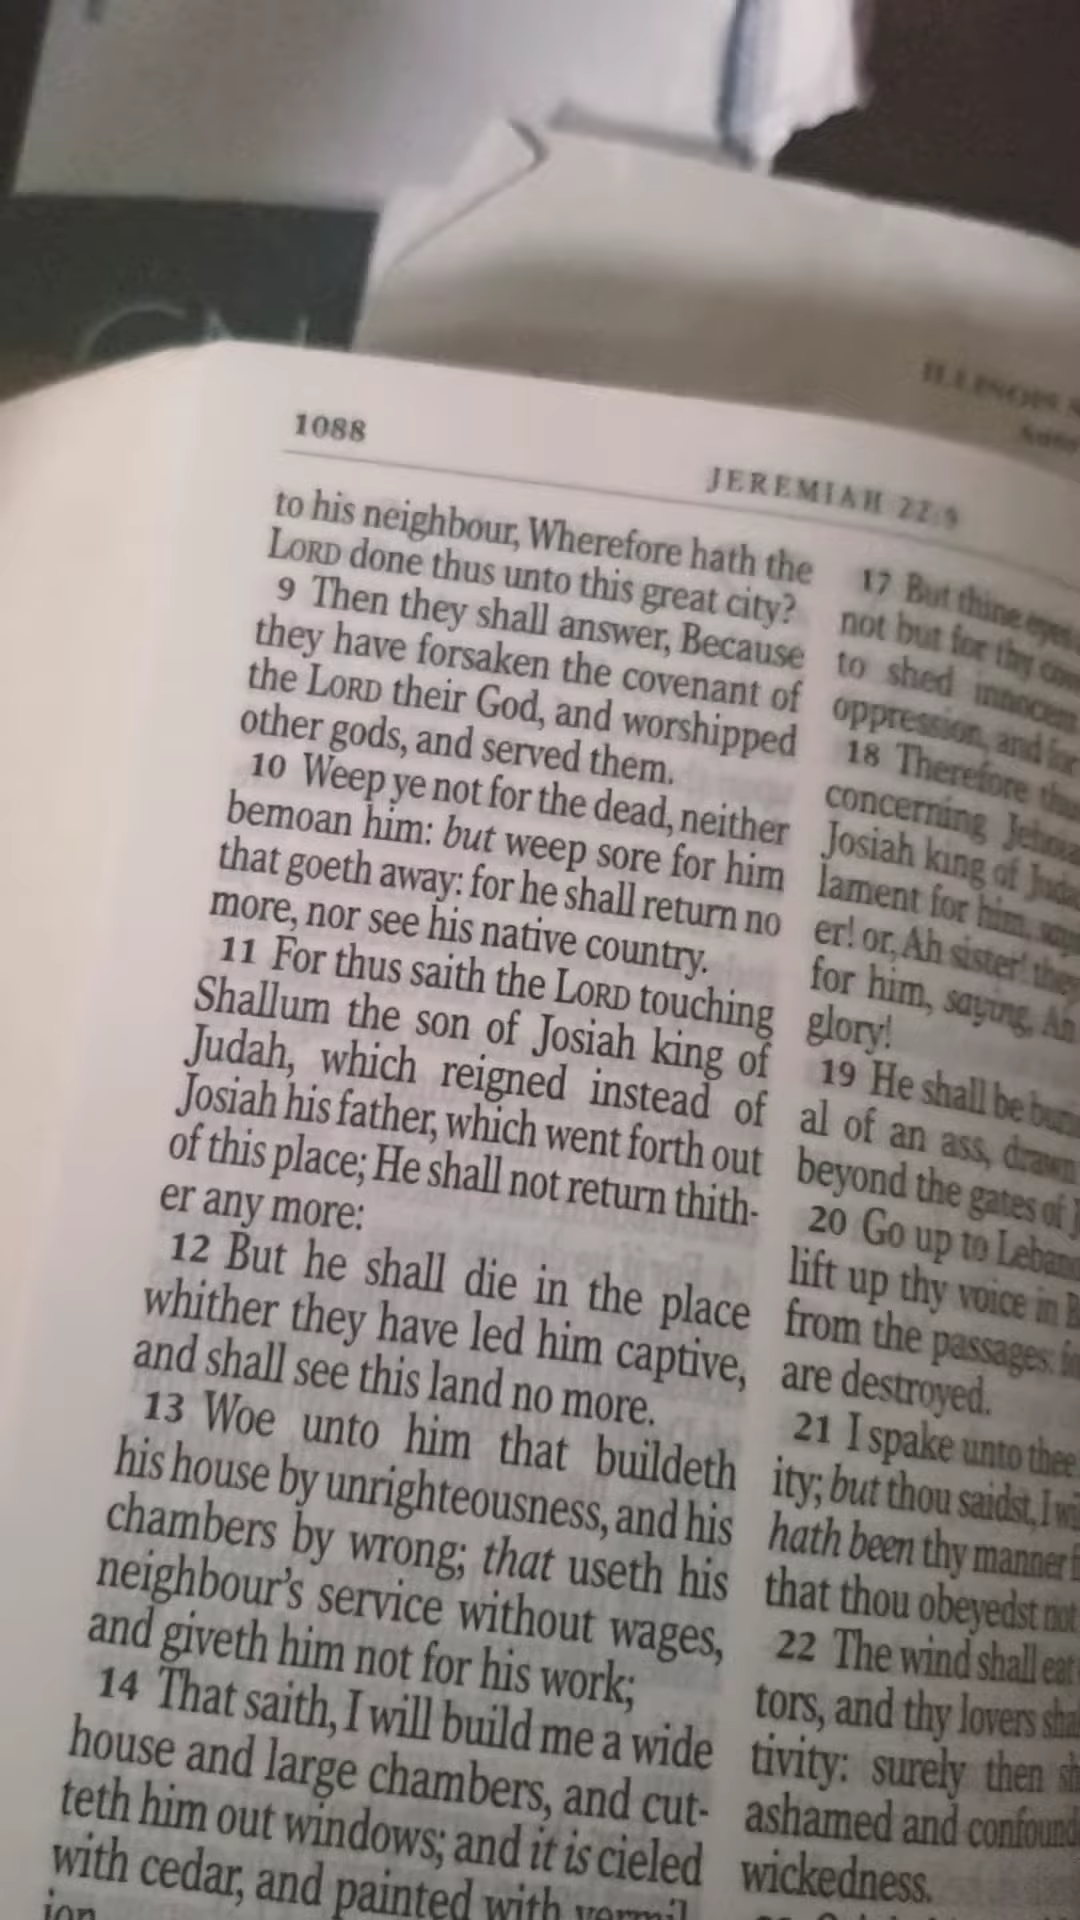 ILLINOIS
1088
JEREMIAH 22:9
to his neighbour, Wherefore hath the
LORD done thus unto this great city?
9 Then they shall answer, Because
they have forsaken the covenant of
the LORD their God, and worshipped
other gods, and served them.
10 Weep ye not for the dead, neither
bemoan him: but weep sore for him
that goeth away: for he shall return no
more, nor see his native country.
11 For thus saith the LORD touching
Shallum the son of Josiah king of
Judah, which reigned instead of
Josiah his father, which went forth out
of this place; He shall not return thith-
er any more:
12 But he shall die in the place
whither they have led him captive,
and shall see this land no more.
13 Woe unto him that buildeth
his house by unrighteousness, and his
chambers by wrong; that useth his
neighbour's service without wages,
and giveth him not for his work;
14 That saith, I will build me a wide
house and large chambers, and cut-
teth him out windows; and it is cieled
with cedar, and painted with vermil
ion
17 But thine eyes
not but for thy
to shed innocent
oppression, and for
18 Therefore
concerning
Josiah king of
lament for him,
er! or, Ah sister! they
for him, saying, Ah
glory!
19 He shall be
al of an ass, drawn
beyond the gates of
20 Go up to
lift up thy voice in
from the passages:
are destroyed.
21 I spake unto thee
ity; but thou saidst, I
hath been thy manner
that thou obeyedst not
22 The wind shall eat
tors, and thy lovers
tivity: surely then
ashamed and
wickedness.